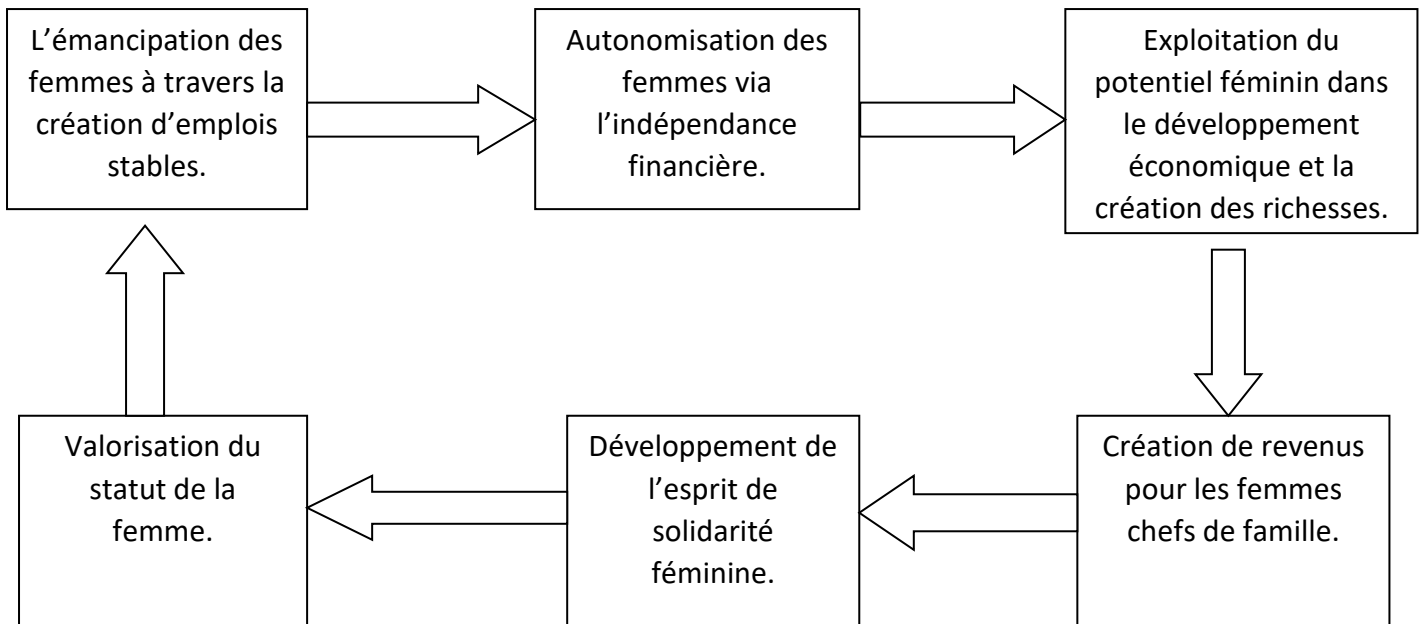 L’émancipation des
femmes à travers la
création d’emplois
stables.
Autonomisation des
femmes via
l’indépendance
financière.
Exploitation du
potentiel féminin dans
le développement
économique et la
création des richesses.
Création de revenus
pour les femmes
chefs de famille.
Développement de
l’esprit de
solidarité
féminine.
Valorisation du
statut de la
femme.